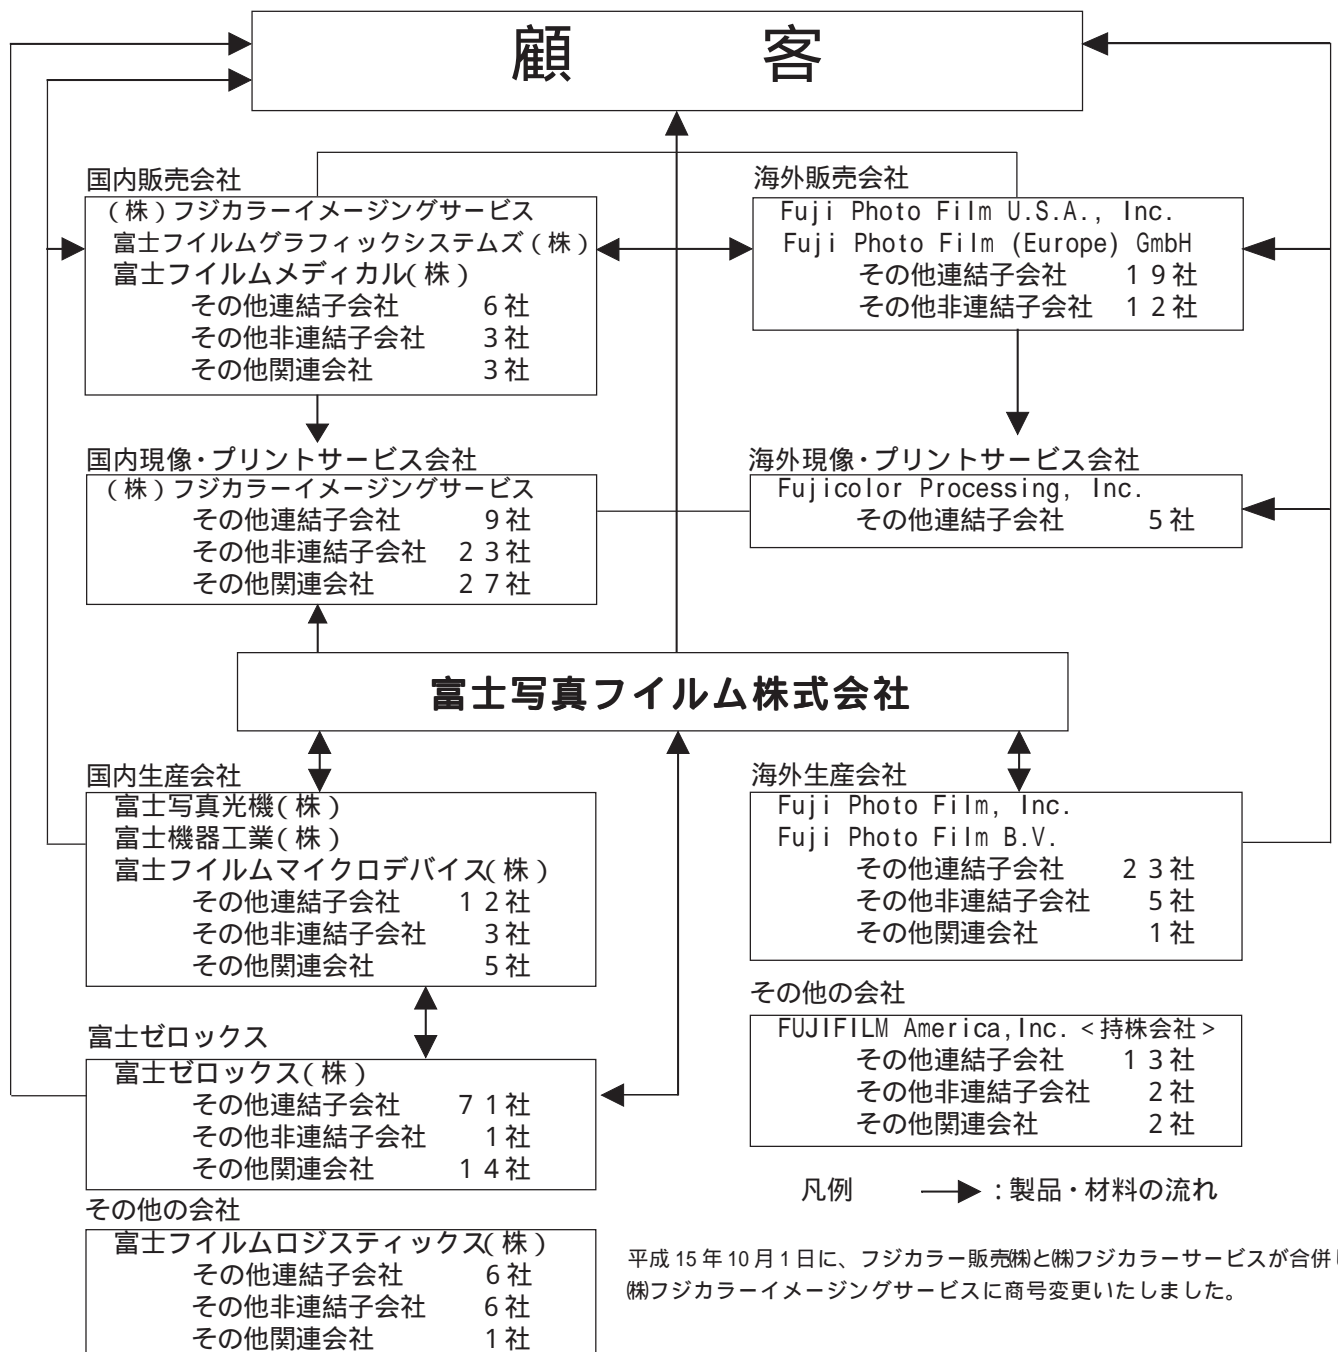 顧 客
国内販売会社
(株)フジカラーイメージングサービス
富士フイルムグラフィックシステムズ(株)
富士フイルムメディカル(株)
その他連結子会社 6社
その他非連結子会社 3社
その他関連会社 3社
海外販売会社
Fuji Photo Film U.S.A., Inc.
Fuji Photo Film (Europe) GmbH
その他連結子会社 19社
その他非連結子会社 12社
国内現像・プリントサービス会社
(株)フジカラーイメージングサービス
その他連結子会社 9社
その他非連結子会社 23社
その他関連会社 27社
海外現像・プリントサービス会社
Fujicolor Processing, Inc.
その他連結子会社 5社
富士写真フイルム株式会社
国内生産会社
富士写真光機(株)
富士機器工業(株)
富士フイルムマイクロデバイス(株)
その他連結子会社 12社
その他非連結子会社 3社
その他関連会社 5社
海外生産会社
Fuji Photo Film, Inc.
Fuji Photo Film B.V.
その他連結子会社 23社
その他非連結子会社 5社
その他関連会社 1社
富士ゼロックス
富士ゼロックス(株)
その他連結子会社 71社
その他非連結子会社 1社
その他関連会社 14社
その他の会社
FUJIFILM America,Inc.<持株会社>
その他連結子会社 13社
その他非連結子会社 2社
その他関連会社 2社
凡例 :製品・材料の流れ
その他の会社
富士フイルムロジスティックス(株)
その他連結子会社 6社
その他非連結子会社 6社
その他関連会社 1社
平成15年10月1日に、フジカラー販売㈱と㈱フジカラーサービスが合併し
㈱フジカラーイメージングサービスに商号変更いたしました。